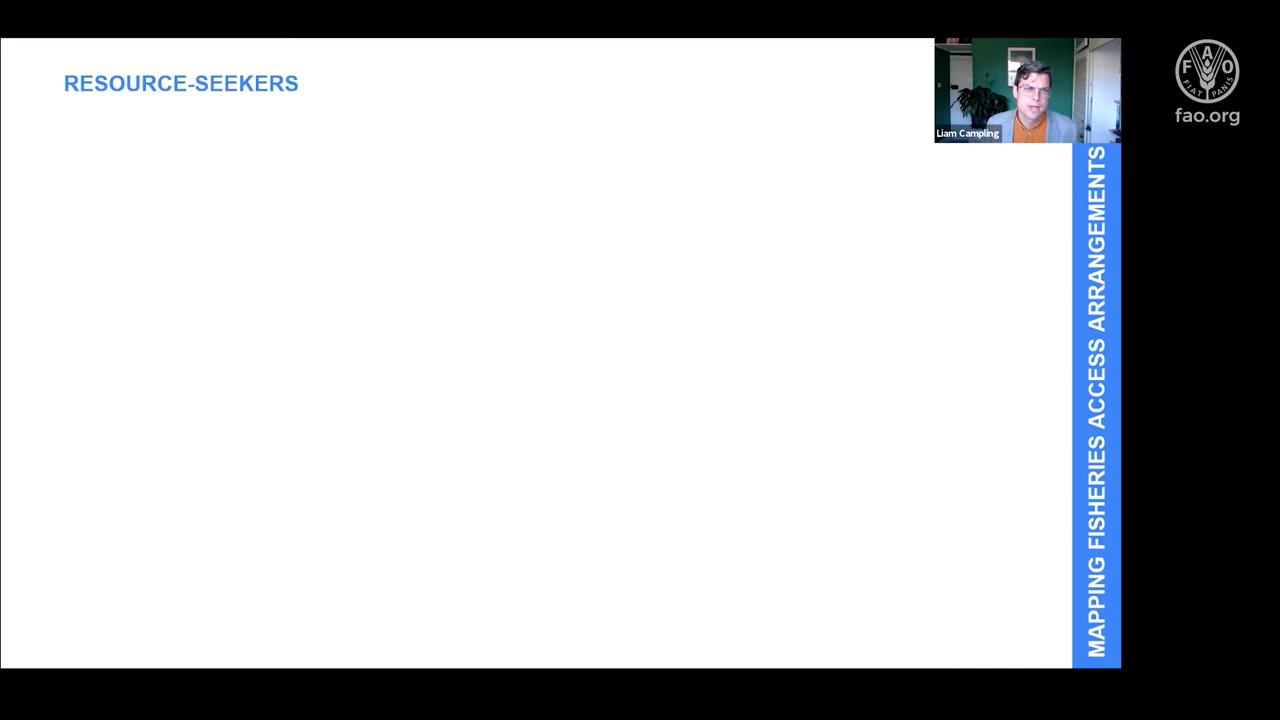 RESOURCE-SEEKERS
Liam Campling
MAPPING FISHERIES ACCESS ARRANGEMENTS
F A O
FIAT PANIS
fao.org